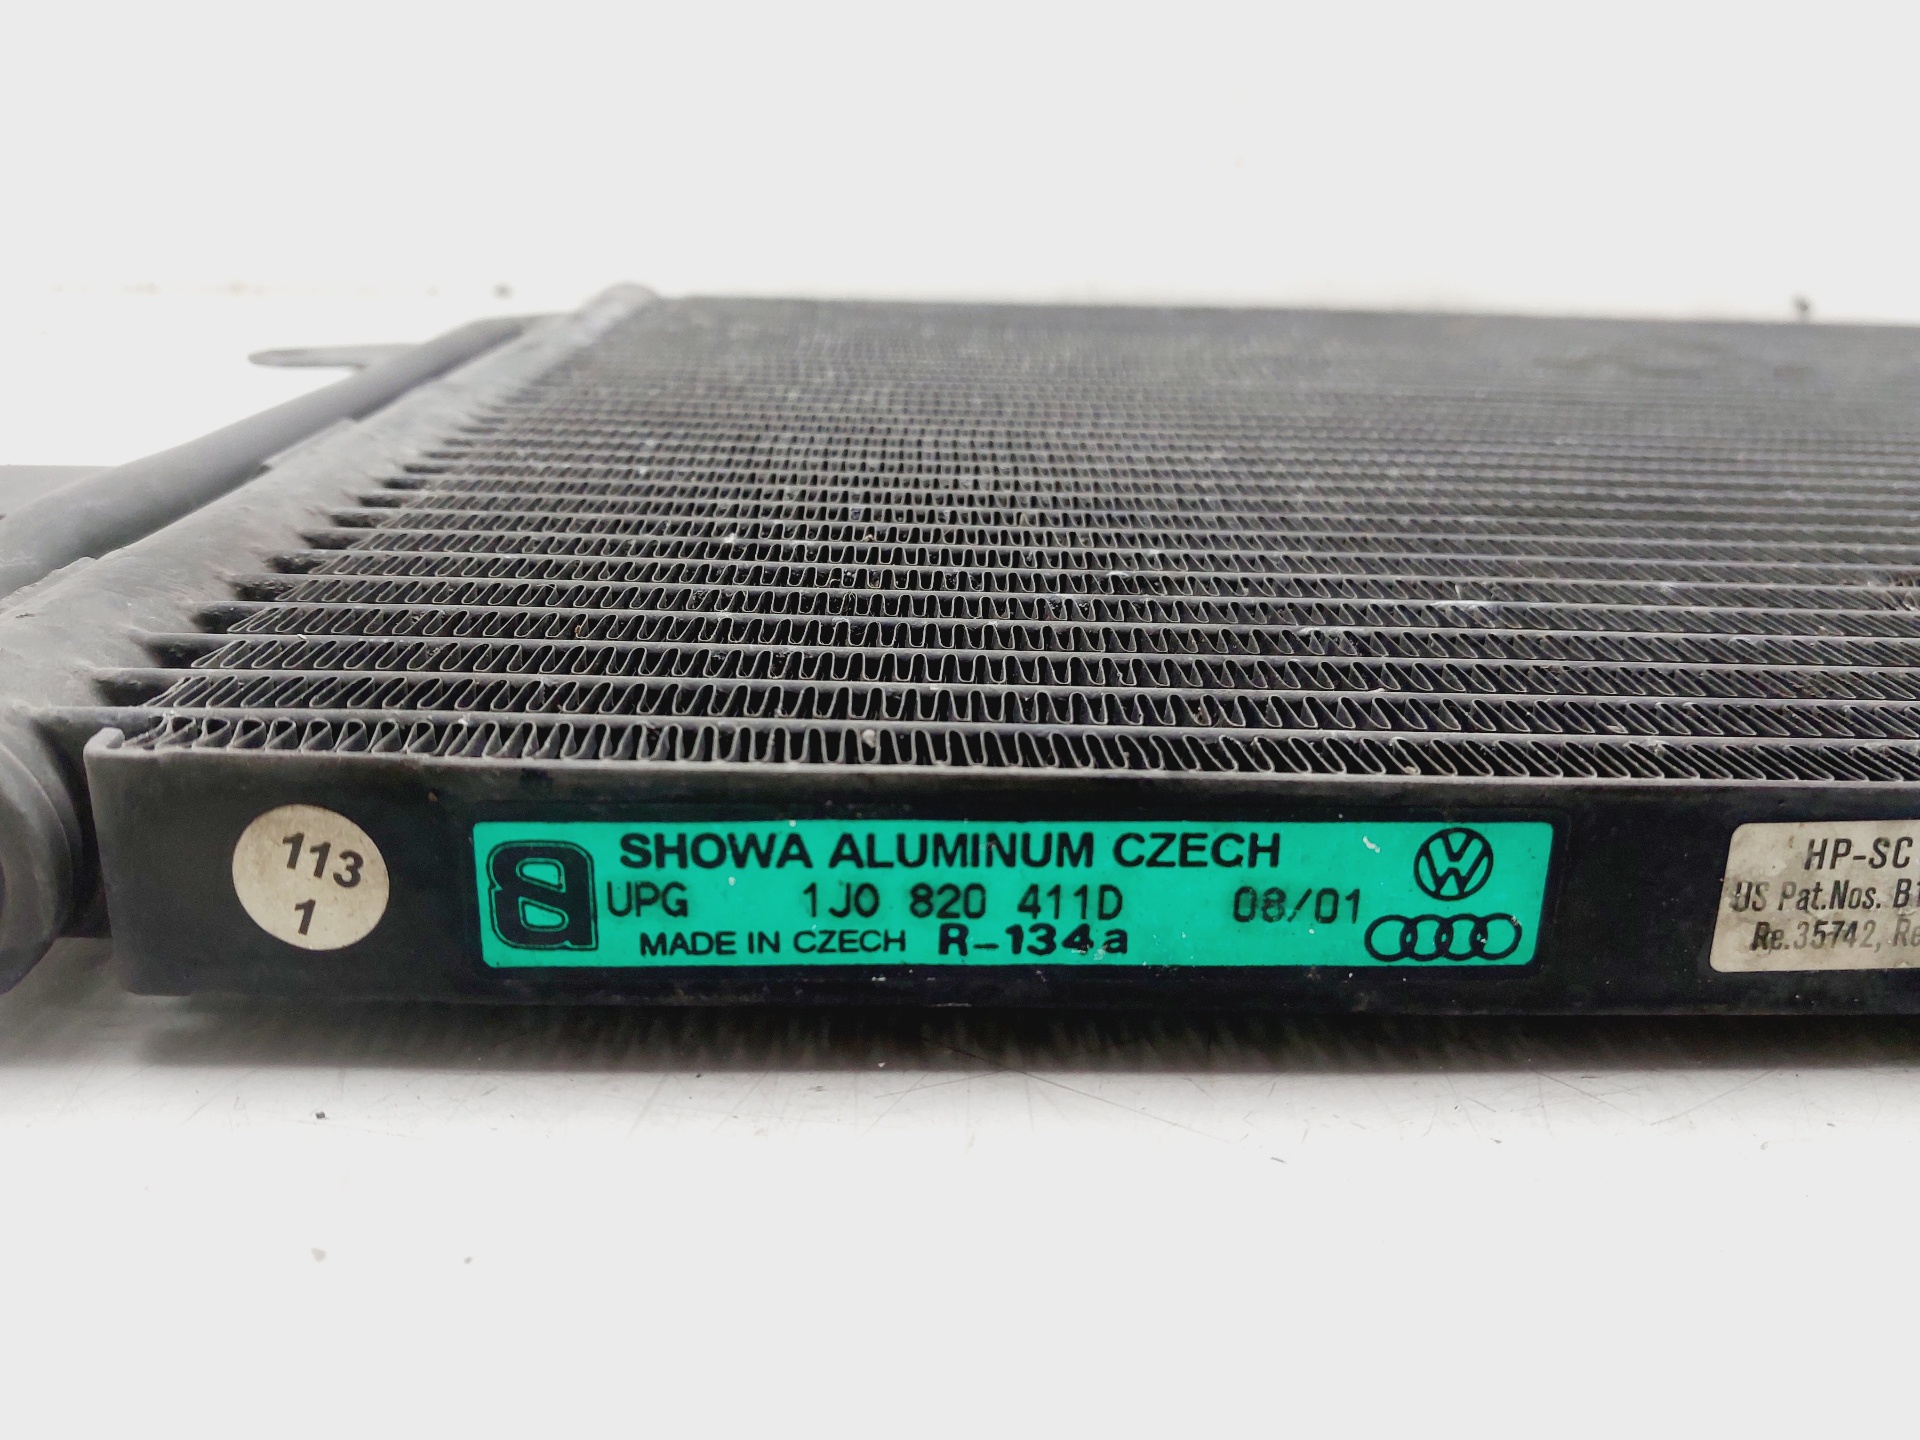 113
1
SHOWA ALUMINUM CZECH
UPG 1J0 820 411D 08/01
MADE IN CZECH R-134a
HP-SC
US Pat.Nos.
Re.35742,